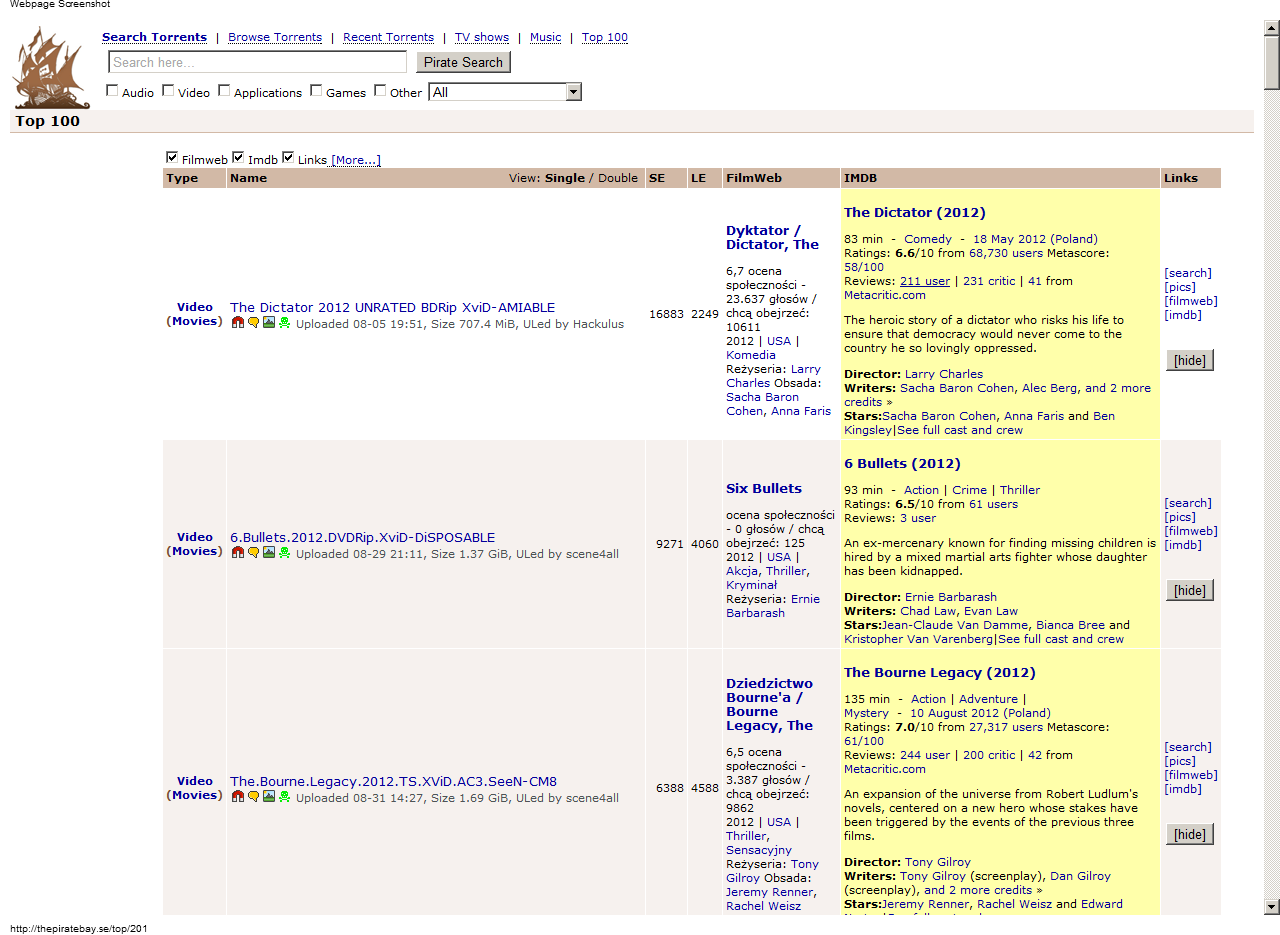 Webpage Screenshot
Search Torrents | Browse Torrents | Recent Torrents | TV shows | Music | Top 100
Search here...
Pirate Search
Audio Video Applications Games Other All
Top 100
Filmweb Imdb Links [More...]
Type Name View: Single / Double SE LE FilmWeb IMDB Links
Video
(Movies)
The Dictator 2012 UNRATED BDRip XviD-AMIABLE
Uploaded 08-05 19:51, Size 707.4 MiB, ULed by Hackulus
16883 2249
Dyktator /
Dictator, The
6,7 ocena
społeczności -
23.637 głosów /
chcą obejrzeć:
10611
2012 | USA |
Komedia
Reżyseria: Larry
Charles Obsada:
Sacha Baron
Cohen, Anna Faris
The Dictator (2012)
83 min - Comedy - 18 May 2012 (Poland)
Ratings: 6.6/10 from 68,730 users Metascore:
58/100
Reviews: 211 user | 231 critic | 41 from
Metacritic.com
The heroic story of a dictator who risks his life to
ensure that democracy would never come to the
country he so lovingly oppressed.
Director: Larry Charles
Writers: Sacha Baron Cohen, Alec Berg, and 2 more
credits »
Stars:Sacha Baron Cohen, Anna Faris and Ben
Kingsley|See full cast and crew
[search]
[pics]
[filmweb]
[imdb]
[hide]
Video
(Movies)
6.Bullets.2012.DVDRip.XviD-DiSPOSABLE
Uploaded 08-29 21:11, Size 1.37 GiB, ULed by scene4all
9271 4060
Six Bullets
ocena społeczności
- 0 głosów / chcą
obejrzeć: 125
2012 | USA |
Akcja, Thriller,
Kryminał
Reżyseria: Ernie
Barbarash
6 Bullets (2012)
93 min - Action | Crime | Thriller
Ratings: 6.5/10 from 61 users
Reviews: 3 user
An ex-mercenary known for finding missing children is
hired by a mixed martial arts fighter whose daughter
has been kidnapped.
Director: Ernie Barbarash
Writers: Chad Law, Evan Law
Stars:Jean-Claude Van Damme, Bianca Bree and
Kristopher Van Varenberg|See full cast and crew
[search]
[pics]
[filmweb]
[imdb]
[hide]
Video
(Movies)
The.Bourne.Legacy.2012.TS.XViD.AC3.SeeN-CM8
Uploaded 08-31 14:27, Size 1.69 GiB, ULed by scene4all
6388 4588
Dziedzictwo
Bourne'a /
Bourne
Legacy, The
6,5 ocena
społeczności -
3.387 głosów /
chcą obejrzeć:
9862
2012 | USA |
Thriller,
Sensacyjny
Reżyseria: Tony
Gilroy Obsada:
Jeremy Renner,
Rachel Weisz
The Bourne Legacy (2012)
135 min - Action | Adventure |
Mystery - 10 August 2012 (Poland)
Ratings: 7.0/10 from 27,317 users Metascore:
61/100
Reviews: 244 user | 200 critic | 42 from
Metacritic.com
An expansion of the universe from Robert Ludlum's
novels, centered on a new hero whose stakes have
been triggered by the events of the previous three
films.
Director: Tony Gilroy
Writers: Tony Gilroy (screenplay), Dan Gilroy
(screenplay), and 2 more credits »
Stars:Jeremy Renner, Rachel Weisz and Edward
[search]
[pics]
[filmweb]
[imdb]
[hide]
http://thepiratebay.se/top/201